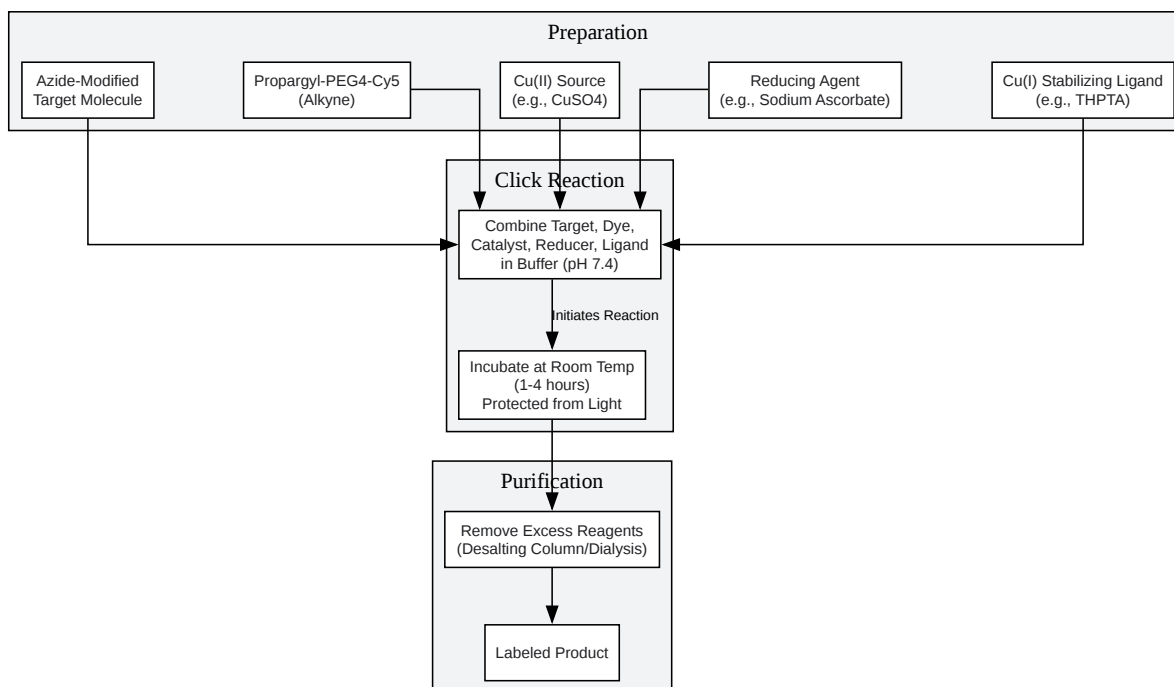 Preparation
Azide-Modified
Target Molecule
Propargyl-PEG4-Cy5
(Alkyne)
Cu(II) Source
(e.g., CuSO4)
Reducing Agent
(e.g., Sodium Ascorbate)
Cu(I) Stabilizing Ligand
(e.g., THPTA)
Click Reaction
Combine Target, Dye,
Catalyst, Reducer, Ligand
in Buffer (pH 7.4)
Initiates Reaction
Incubate at Room Temp
(1-4 hours)
Protected from Light
Purification
Remove Excess Reagents
(Desalting Column/Dialysis)
Labeled Product